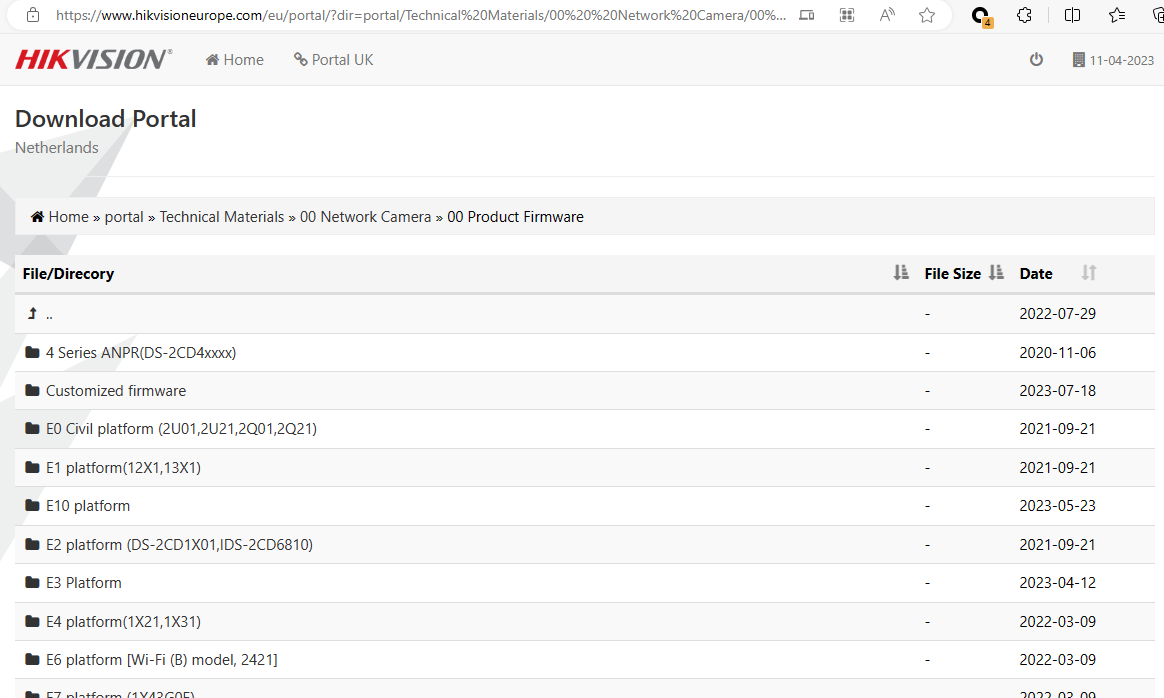 https://www.hikvisioneurope.com/eu/portal/?dir=portal/Technical%20Materials/00%20%20Network%20Camera/00%... A 4
HIKVISION® Home Portal UK 11-04-2023
Download Portal
Netherlands
Home » portal » Technical Materials » 00 Network Camera » 00 Product Firmware
File/Direcory File Size Date
.. - 2022-07-29
4 Series ANPR(DS-2CD4xxxx) - 2020-11-06
Customized firmware - 2023-07-18
E0 Civil platform (2U01,2U21,2Q01,2Q21) - 2021-09-21
E1 platform(12X1,13X1) - 2021-09-21
E10 platform - 2023-05-23
E2 platform (DS-2CD1X01,IDS-2CD6810) - 2021-09-21
E3 Platform - 2023-04-12
E4 platform(1X21,1X31) - 2022-03-09
E6 platform [Wi-Fi (B) model, 2421] - 2022-03-09
E7 platform (1X43G0E) 2022-03-09